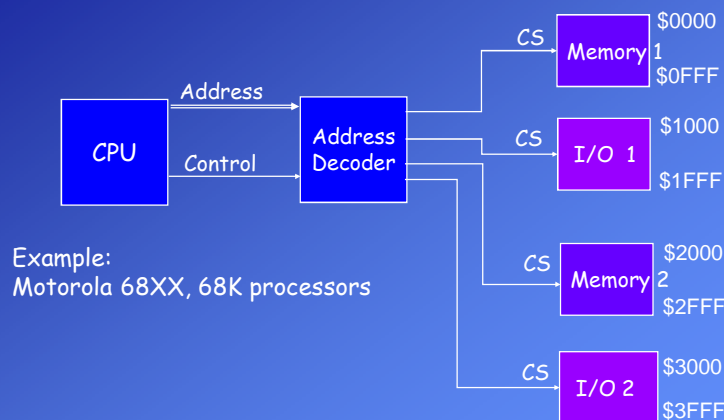 $0000
CS
Memory 1
$0FFF
Address
CPU
Control
Address
Decoder
$1000
CS
I/O 1
$1FFF
Example:
Motorola 68XX, 68K processors
$2000
CS
Memory 2
$2FFF
$3000
CS
I/O 2
$3FFF